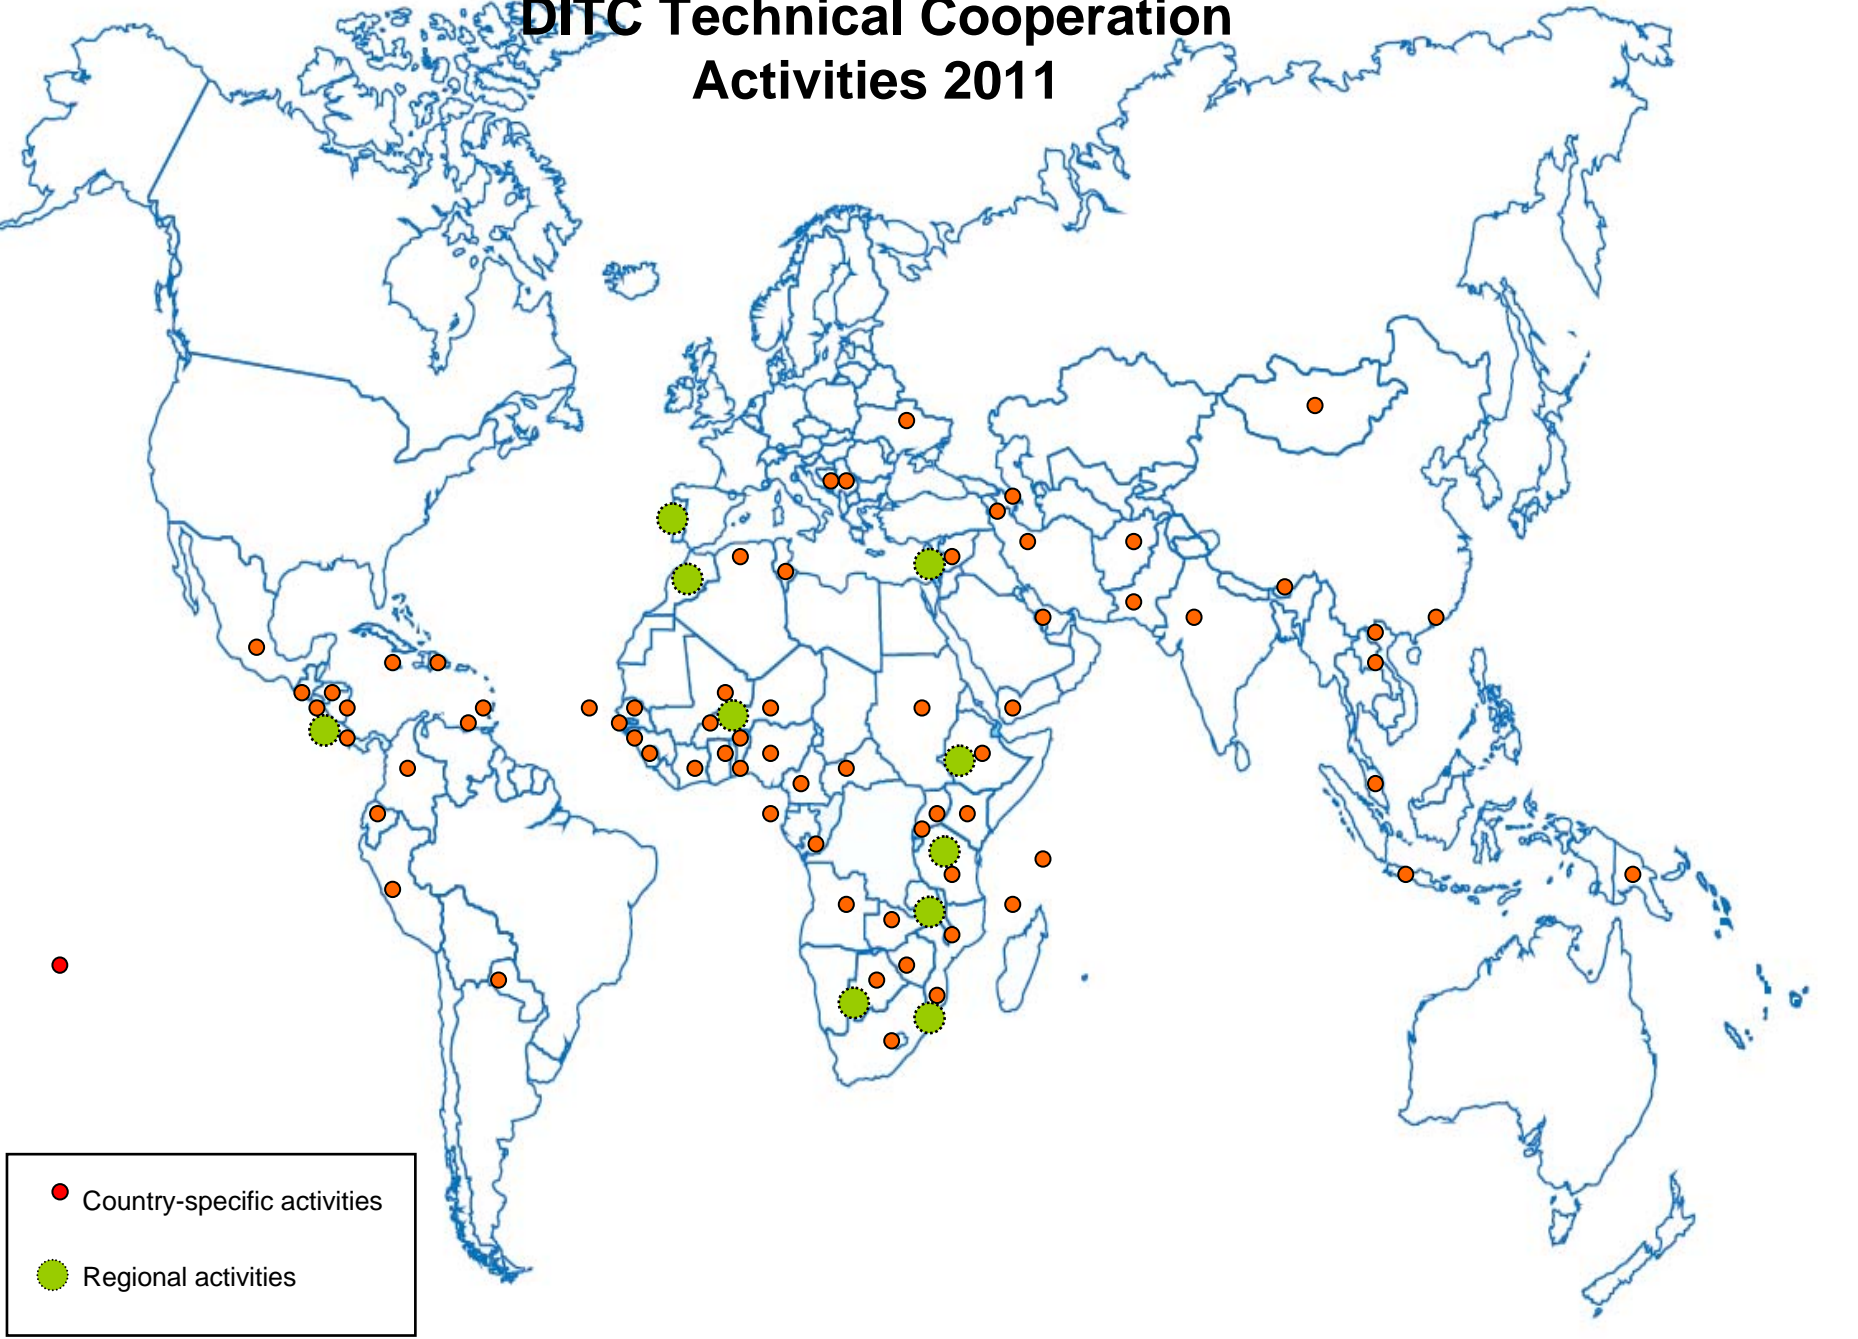 DITC Technical Cooperation
Activities 2011
Country-specific activities
Regional activities